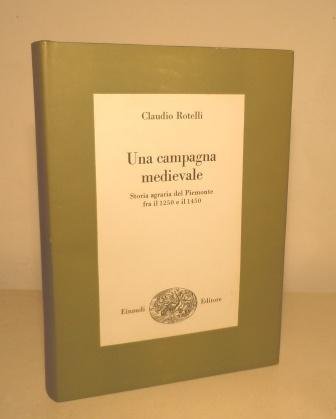 Claudio Rotelli
Una campagna
medievale
Storia agraria del Piemonte
fra il 1250 e il 1450
Einaudi Editore